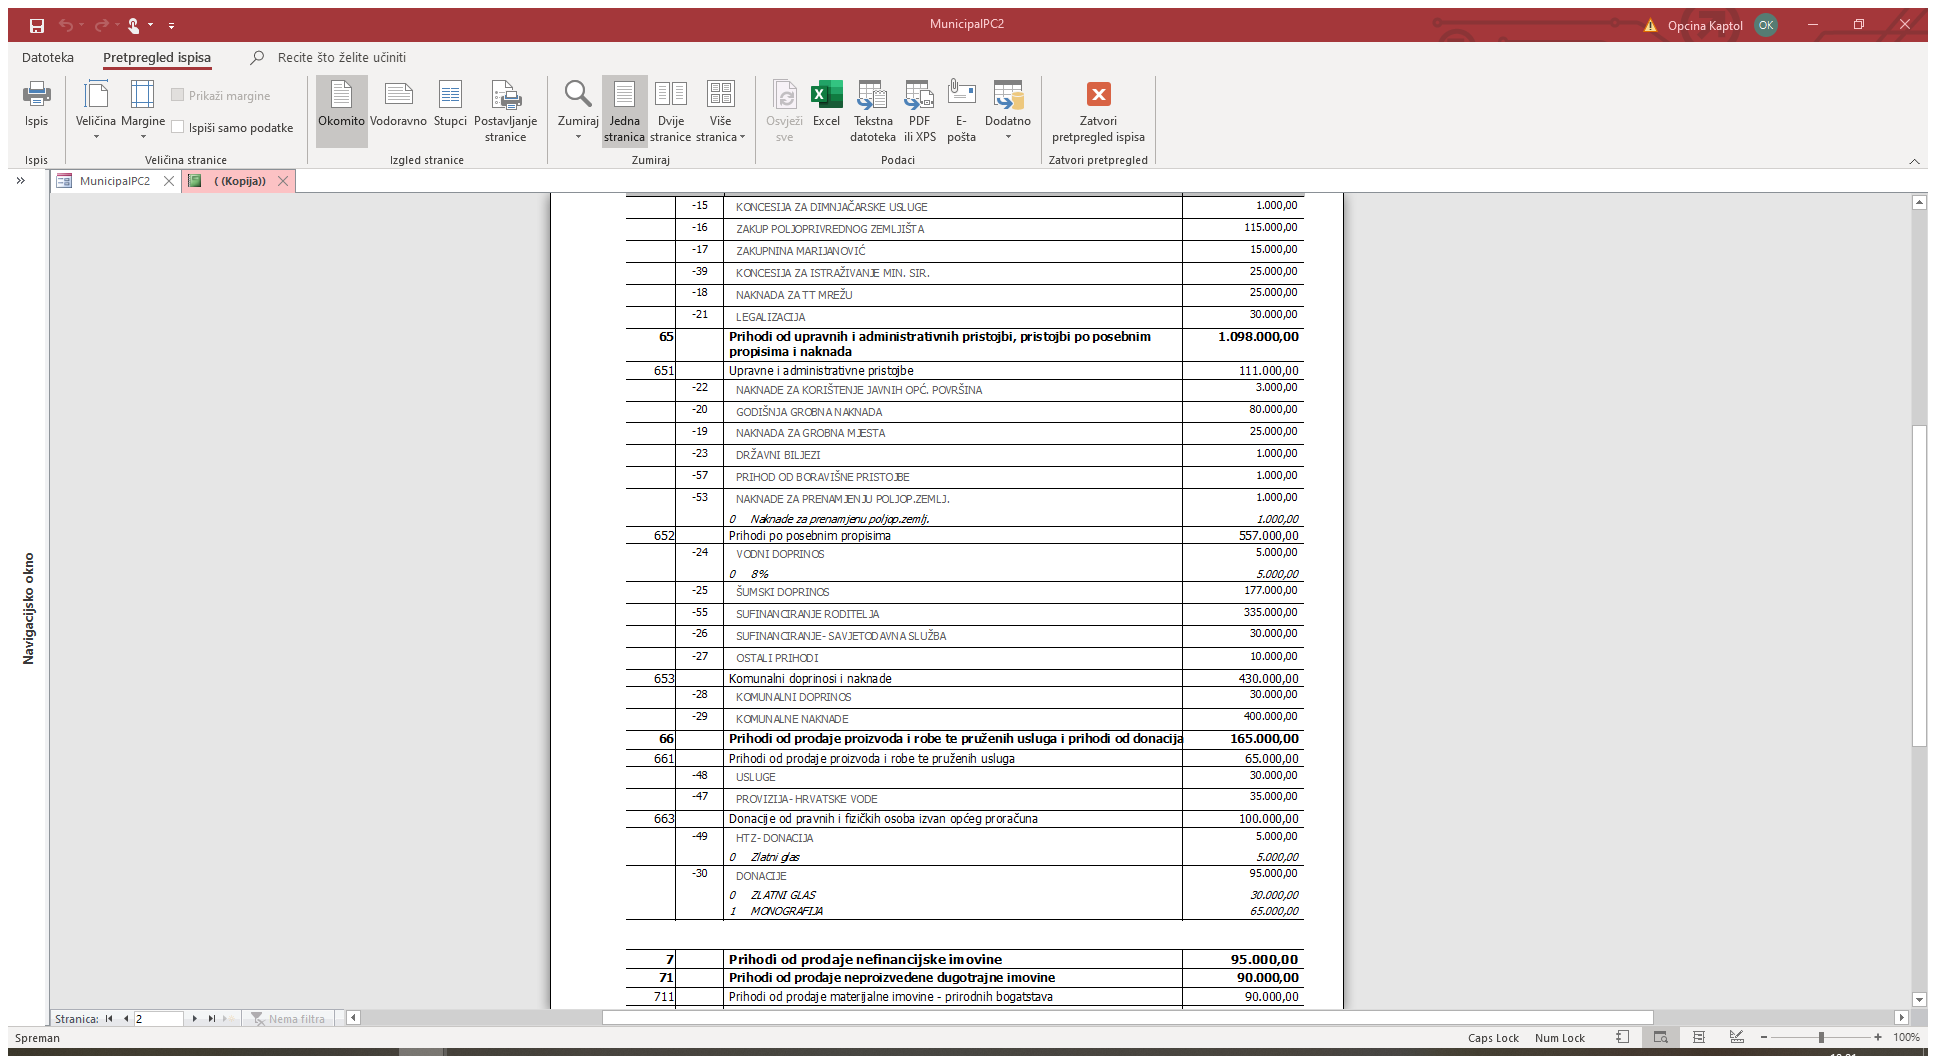 MunicipalPC2
Opcina Kaptol
OK
Datoteka
Pretpregled ispisa
Recite što želite učiniti
Ispis
Veličina
Margine
Prikaži margine
Ispiši samo podatke
Okomito
Vodoravno
Stupci
Postavljanje
stranice
Zumiraj
Jedna
stranica
Dvije
stranice
Više
stranica
Osvježi
sve
Excel
Tekstna
datoteka
PDF
ili XPS
E-
pošta
Dodatno
Zatvori
pretpregled ispisa
Ispis
Veličina stranice
Izgled stranice
Zumiraj
Podaci
Zatvori pretpregled
MunicipalPC2
( (Kopija))
Navigacijsko okno
-15 KONCESIJA ZA DIMNJAČARSKE USLUGE 1.000,00
-16 ZAKUP POLJOPRIVREDNOG ZEMLJIŠTA 115.000,00
-17 ZAKUPNINA MARIJANOVIĆ 15.000,00
-39 KONCESIJA ZA ISTRAŽIVANJE MIN. SIR. 25.000,00
-18 NAKNADA ZA TT MREŽU 25.000,00
-21 LEGALIZACIJA 30.000,00
65 Prihodi od upravnih i administrativnih pristojbi, pristojbi po posebnim 1.098.000,00
propisima i naknada
651 Upravne i administrativne pristojbe 111.000,00
-22 NAKNADE ZA KORIŠTENJE JAVNIH OPĆ. POVRŠINA 3.000,00
-20 GODIŠNJA GROBNA NAKNADA 80.000,00
-19 NAKNADA ZA GROBNA MJESTA 25.000,00
-23 DRŽAVNI BILJEZI 1.000,00
-57 PRIHOD OD BORAVIŠNE PRISTOJBE 1.000,00
-53 NAKNADE ZA PRENAMJENJU POLJOP.ZEMLJ. 1.000,00
0 Naknade za prenamjenu poljop.zemlj. 1.000,00
652 Prihodi po posebnim propisima 557.000,00
-24 VODNI DOPRINOS 5.000,00
0 8% 5.000,00
-25 ŠUMSKI DOPRINOS 177.000,00
-55 SUFINANCIRANJE RODITELJA 335.000,00
-26 SUFINANCIRANJE- SAVJETODAVNA SLUŽBA 30.000,00
-27 OSTALI PRIHODI 10.000,00
653 Komunalni doprinosi i naknade 430.000,00
-28 KOMUNALNI DOPRINOS 30.000,00
-29 KOMUNALNE NAKNADE 400.000,00
66 Prihodi od prodaje proizvoda i robe te pruženih usluga i prihodi od donacija 165.000,00
661 Prihodi od prodaje proizvoda i robe te pruženih usluga 65.000,00
-48 USLUGE 30.000,00
-47 PROVIZIJA- HRVATSKE VODE 35.000,00
663 Donacije od pravnih i fizičkih osoba izvan općeg proračuna 100.000,00
-49 HTZ- DONACIJA 5.000,00
0 Zlatni glas 5.000,00
-30 DONACIJE 95.000,00
0 ZLATNI GLAS 30.000,00
1 MONOGRAFIJA 65.000,00
7 Prihodi od prodaje nefinancijske imovine 95.000,00
71 Prihodi od prodaje neproizvedene dugotrajne imovine 90.000,00
711 Prihodi od prodaje materijalne imovine - prirodnih bogatstava 90.000,00
Stranica: 2 Nema filtra
Spreman Caps Lock Num Lock 100%